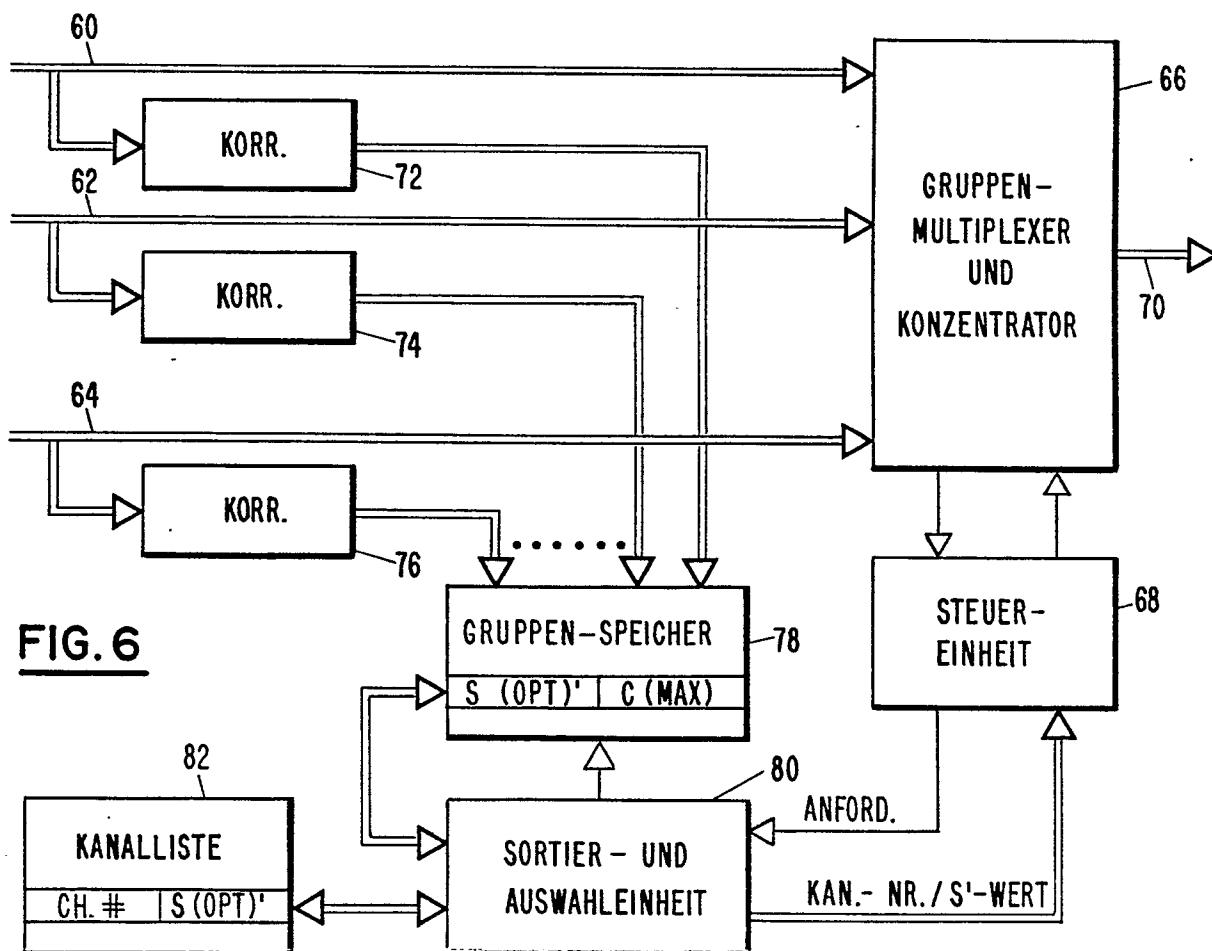 60
66
KORR.
72
62
GRUPPEN-
MULTIPLEXER
UND
KONZENTRATOR
70
KORR.
74
64
KORR.
76
GRUPPEN-SPEICHER
78
S (OPT)' C (MAX)
STEUER-
EINHEIT
68
FIG. 6
82
KANALLISTE
CH. # S (OPT)'
80
SORTIER- UND
AUSWAHLEINHEIT
ANFORD.
KAN.- NR. / S'-WERT